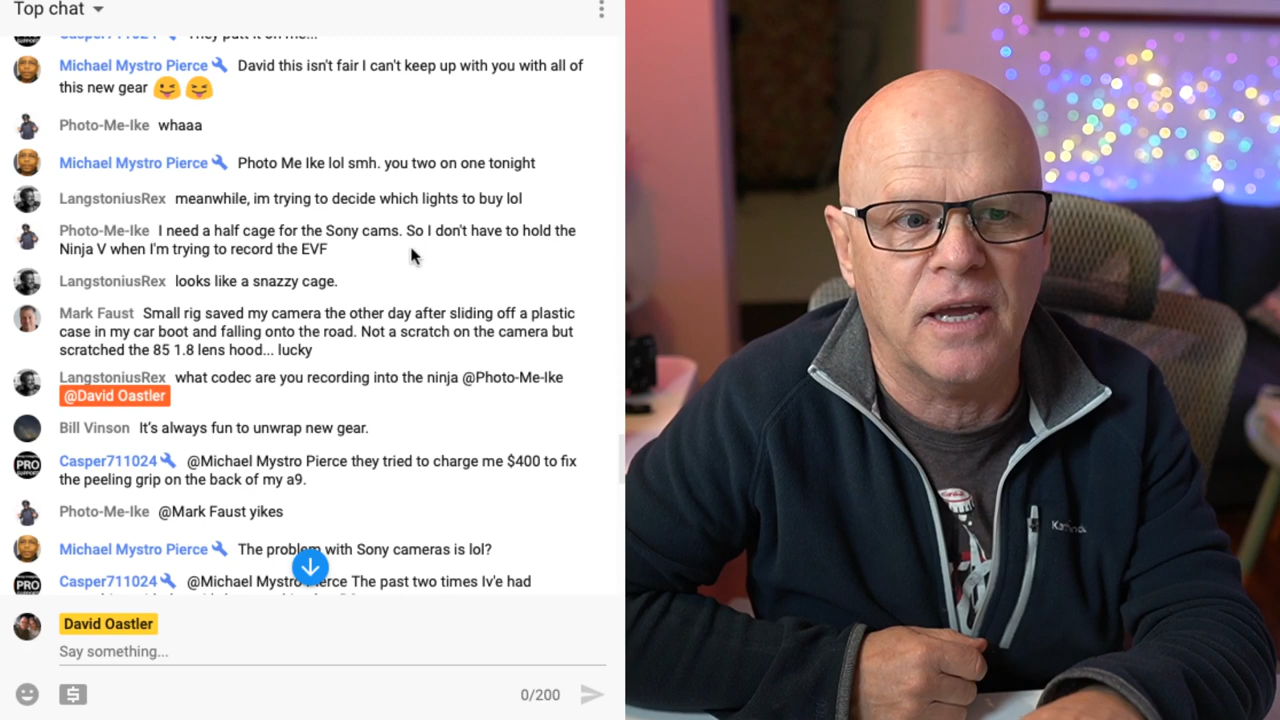 Top chat
Casper711024 They putt it on me...
Michael Mystro Pierce David this isn't fair I can't keep up with you with all of
this new gear
Photo-Me-Ike whaaa
Michael Mystro Pierce Photo Me Ike lol smh. you two on one tonight
LangstoniusRex meanwhile, im trying to decide which lights to buy lol
Photo-Me-Ike I need a half cage for the Sony cams. So I don't have to hold the
Ninja V when I'm trying to record the EVF
LangstoniusRex looks like a snazzy cage.
Mark Faust Small rig saved my camera the other day after sliding off a plastic
case in my car boot and falling onto the road. Not a scratch on the camera but
scratched the 85 1.8 lens hood... lucky
LangstoniusRex what codec are you recording into the ninja @Photo-Me-Ike
@David Oastler
Bill Vinson It's always fun to unwrap new gear.
PRO
Casper711024 @Michael Mystro Pierce they tried to charge me $400 to fix
the peeling grip on the back of my a9.
Photo-Me-Ike @Mark Faust yikes
Michael Mystro Pierce The problem with Sony cameras is lol?
PRO
Casper711024 @Michael Mystro Pierce The past two times Iv'e had
David Oastler
Say something...
0/200